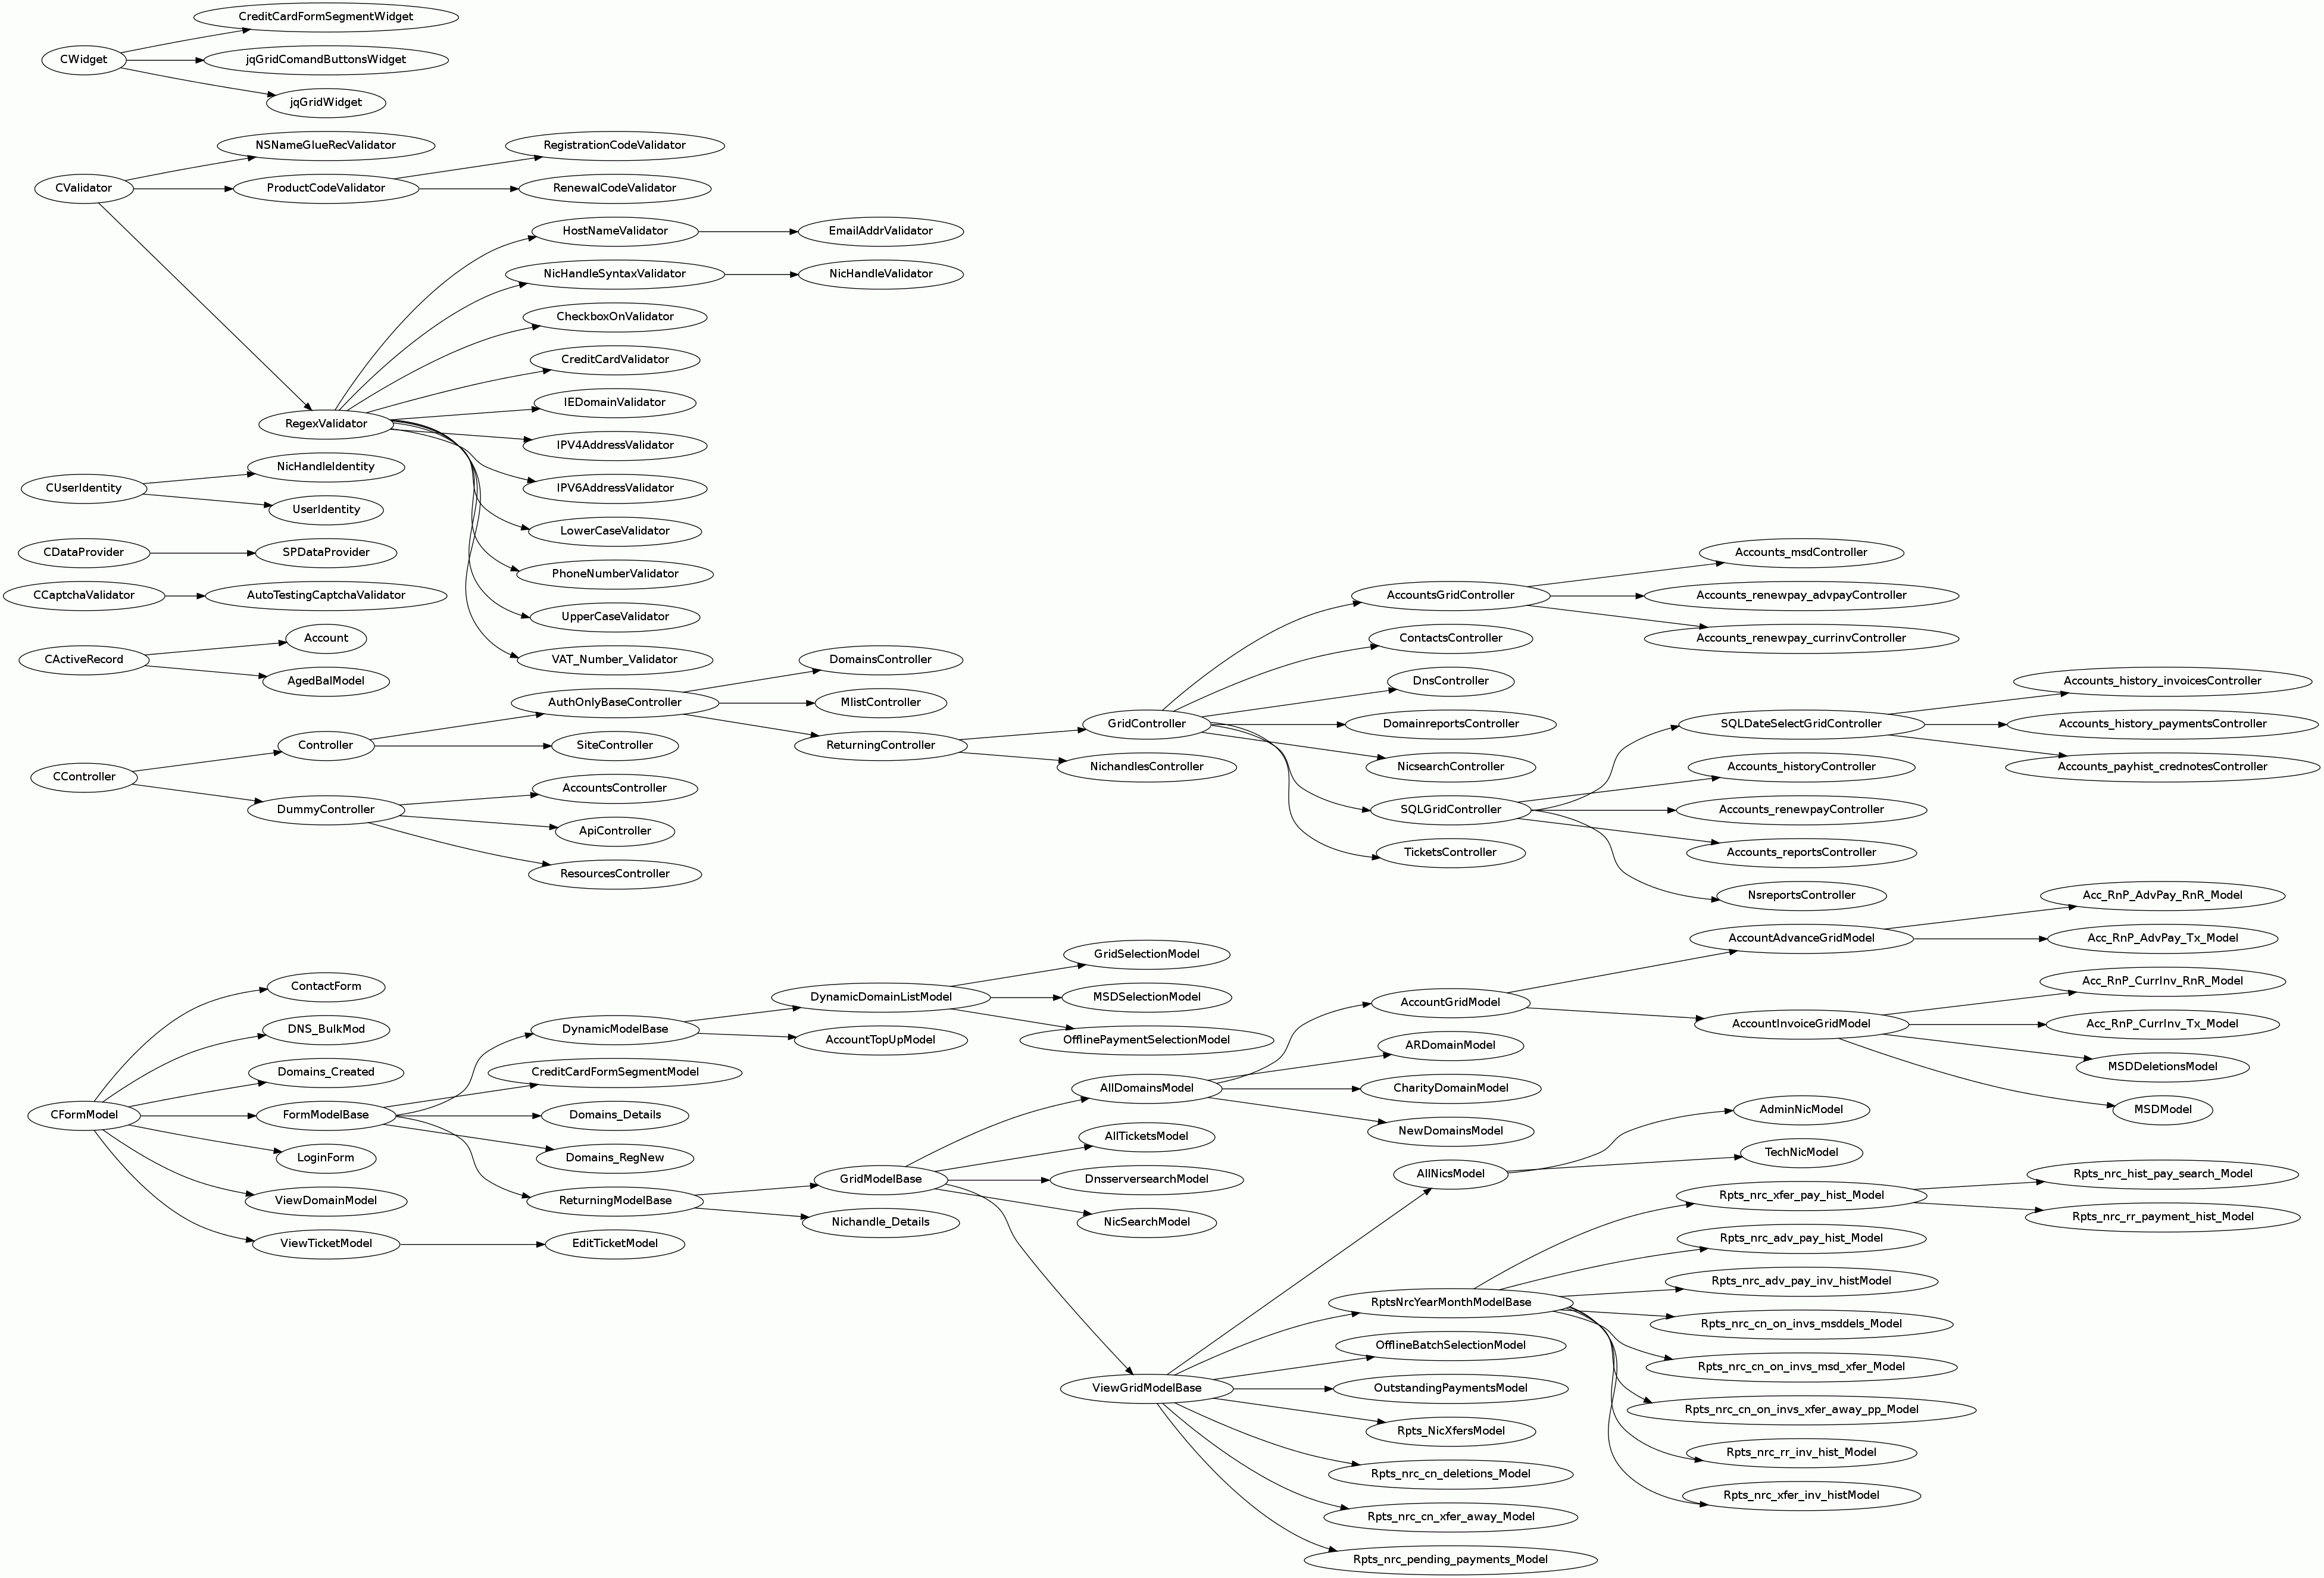 CWidget
CreditCardFormSegmentWidget
jqGridComandButtonsWidget
jqGridWidget
CValidator
NSNameGlueRecValidator
ProductCodeValidator
RegistrationCodeValidator
RenewalCodeValidator
RegexValidator
HostNameValidator
EmailAddrValidator
NicHandleSyntaxValidator
NicHandleValidator
CheckboxOnValidator
CreditCardValidator
IEDomainValidator
IPV4AddressValidator
IPV6AddressValidator
LowerCaseValidator
PhoneNumberValidator
UpperCaseValidator
VAT_Number_Validator
CUserIdentity
NicHandleIdentity
UserIdentity
CDataProvider
SPDataProvider
CCaptchaValidator
AutoTestingCaptchaValidator
CActiveRecord
Account
AgedBalModel
CController
Controller
AuthOnlyBaseController
DomainsController
MlistController
ReturningController
GridController
AccountsGridController
Accounts_msdController
Accounts_renewpay_advpayController
Accounts_renewpay_currinvController
ContactsController
DnsController
DomainreportsController
NicsearchController
SQLGridController
SQLDateSelectGridController
Accounts_history_invoicesController
Accounts_history_paymentsController
Accounts_payhist_crednotesController
Accounts_historyController
Accounts_renewpayController
Accounts_reportsController
NsreportsController
TicketsController
NichandlesController
SiteController
DummyController
AccountsController
ApiController
ResourcesController
CFormModel
ContactForm
DNS_BulkMod
Domains_Created
FormModelBase
DynamicModelBase
DynamicDomainListModel
GridSelectionModel
MSDSelectionModel
OfflinePaymentSelectionModel
AccountTopUpModel
CreditCardFormSegmentModel
Domains_Details
Domains_RegNew
ReturningModelBase
GridModelBase
AllDomainsModel
AccountGridModel
AccountAdvanceGridModel
Acc_RnP_AdvPay_RnR_Model
Acc_RnP_AdvPay_Tx_Model
AccountInvoiceGridModel
Acc_RnP_CurrInv_RnR_Model
Acc_RnP_CurrInv_Tx_Model
MSDDeletionsModel
MSDModel
ARDomainModel
CharityDomainModel
NewDomainsModel
AllTicketsModel
DnsserversearchModel
NicSearchModel
ViewGridModelBase
AllNicsModel
AdminNicModel
TechNicModel
RptsNrcYearMonthModelBase
Rpts_nrc_xfer_pay_hist_Model
Rpts_nrc_hist_pay_search_Model
Rpts_nrc_rr_payment_hist_Model
Rpts_nrc_adv_pay_hist_Model
Rpts_nrc_adv_pay_inv_histModel
Rpts_nrc_cn_on_invs_msddels_Model
Rpts_nrc_cn_on_invs_msd_xfer_Model
Rpts_nrc_cn_on_invs_xfer_away_pp_Model
Rpts_nrc_rr_inv_hist_Model
Rpts_nrc_xfer_inv_histModel
OfflineBatchSelectionModel
OutstandingPaymentsModel
Rpts_NicXfersModel
Rpts_nrc_cn_deletions_Model
Rpts_nrc_cn_xfer_away_Model
Rpts_nrc_pending_payments_Model
Nichandle_Details
LoginForm
ViewDomainModel
ViewTicketModel
EditTicketModel